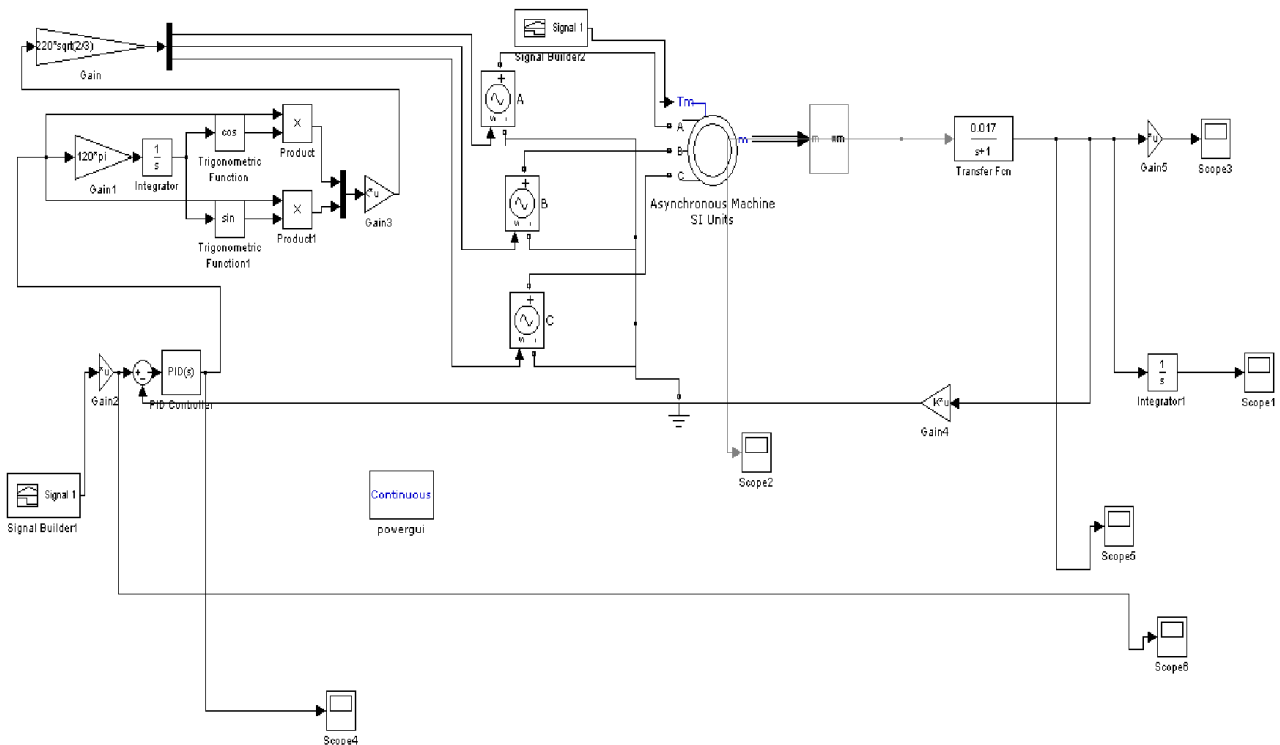 Signal 1
Signal Builder2
220*sqrt(2/3)
Gain
A
Tm
A
B
C
m
m
wm
Asynchronous Machine
SI Units
0.017
s+1
Transfer Fcn
*u
Gain5
Scope3
120*pi
Gain1
1
s
Integrator
cos
Trigonometric
Function
×
Product
sin
Trigonometric
Function1
×
Product1
K*u
Gain3
B
C
*u
Gain2
+
-
PID(s)
PID Controller
K*u
Gain4
1
s
Integrator1
Scope1
Scope2
Signal 1
Signal Builder1
Continuous
powergui
Scope5
Scope6
Scope4